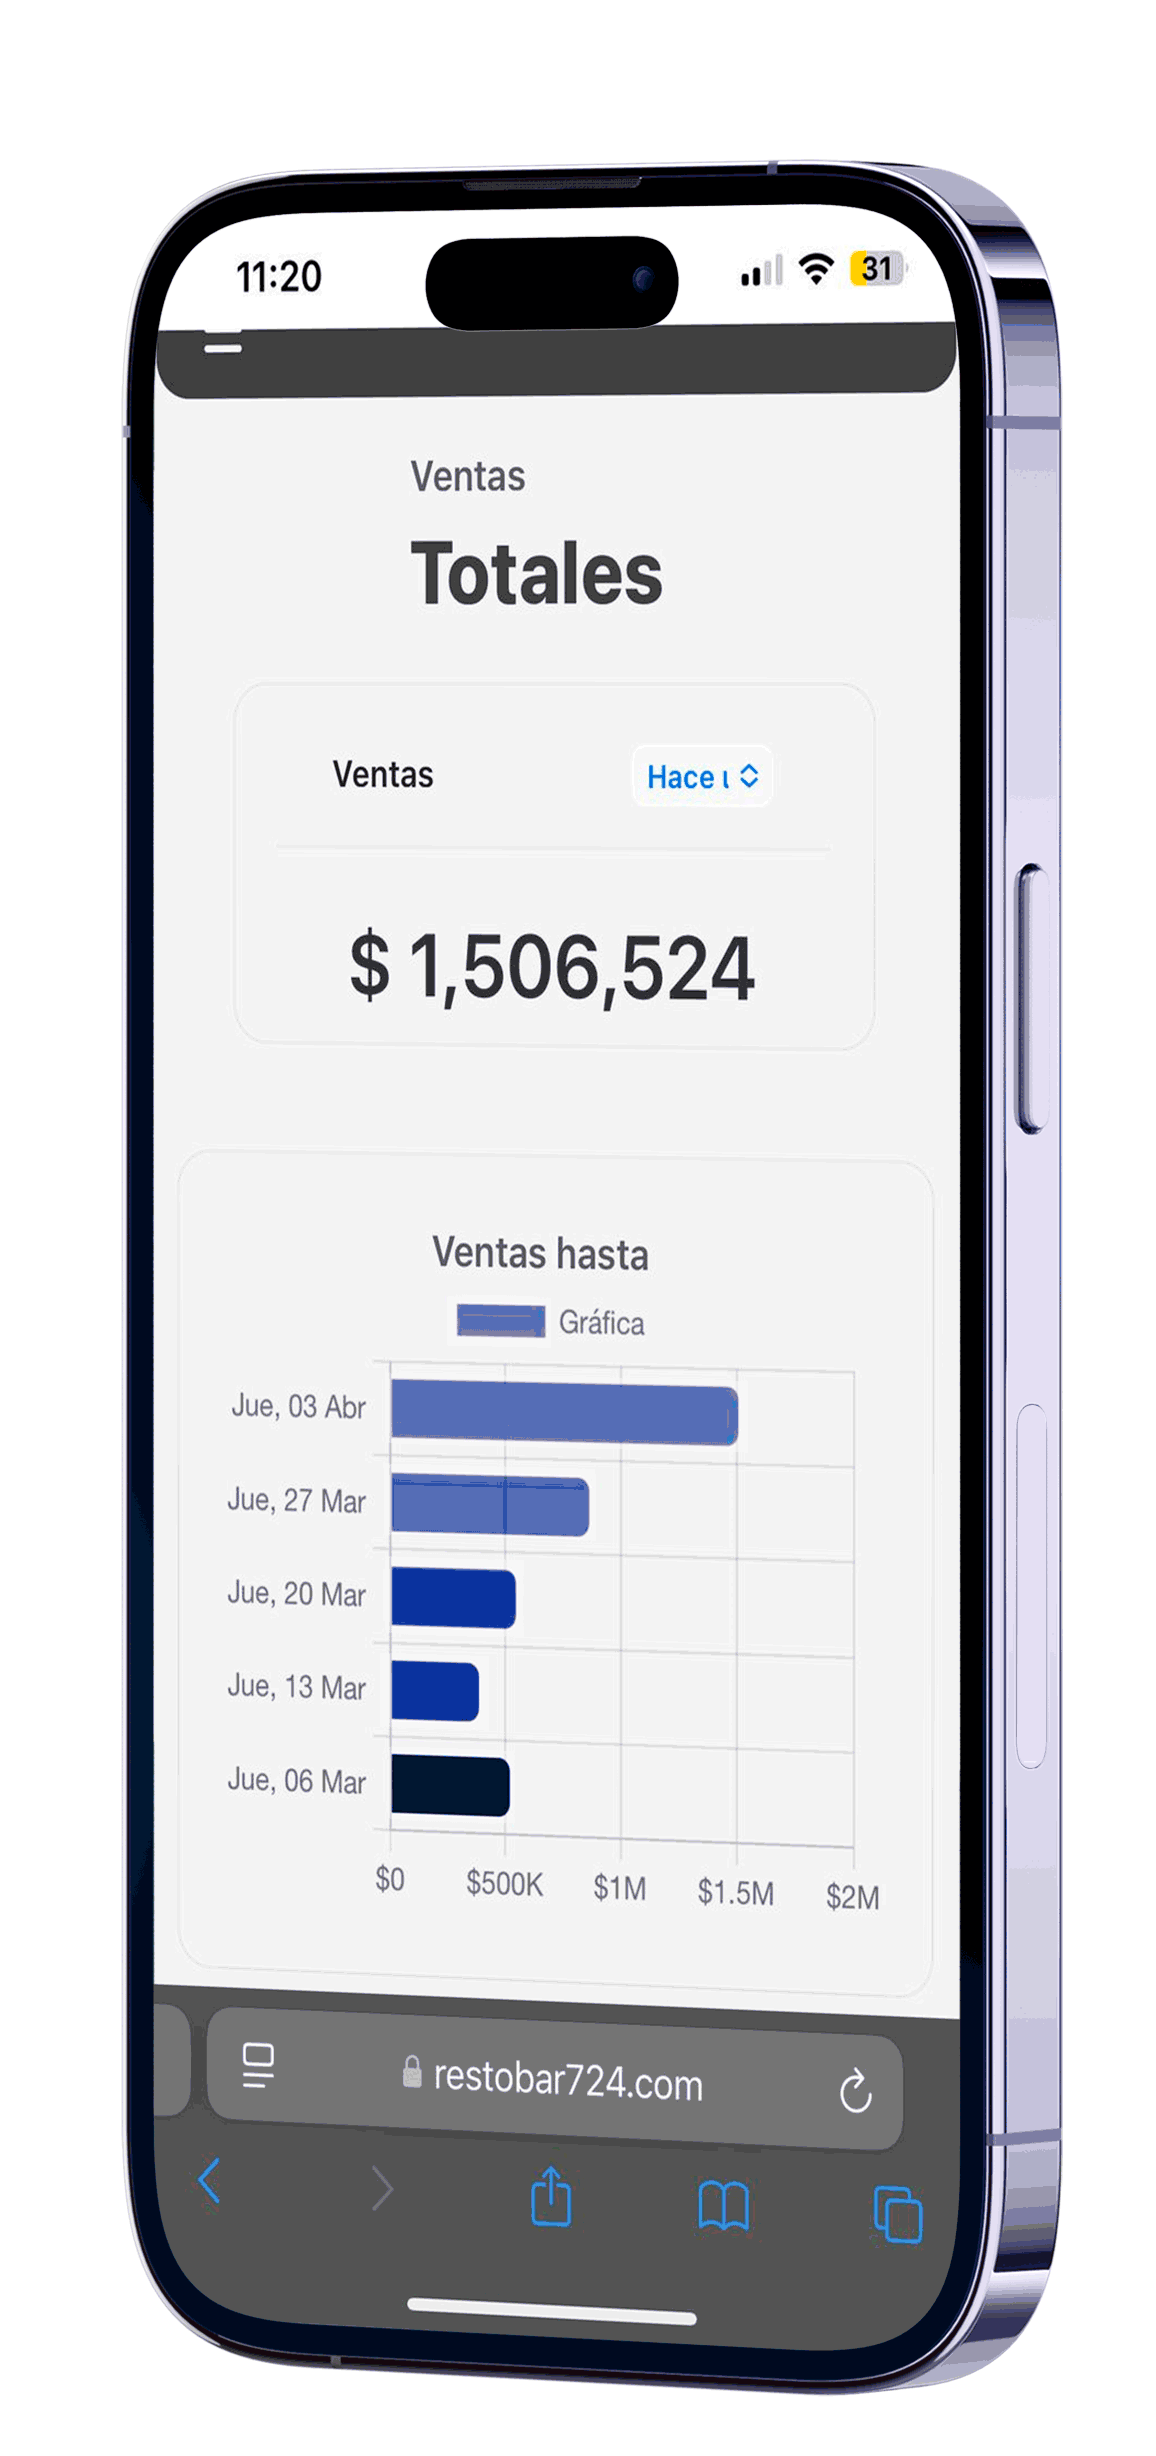 11:20
31
Ventas
Totales
Ventas
Hace
$ 1,506,524
Ventas hasta
Gráfica
Jue, 03 Abr
Jue, 27 Mar
Jue, 20 Mar
Jue, 13 Mar
Jue, 06 Mar
$0 $500K $1M $1.5M $2M
restobar724.com